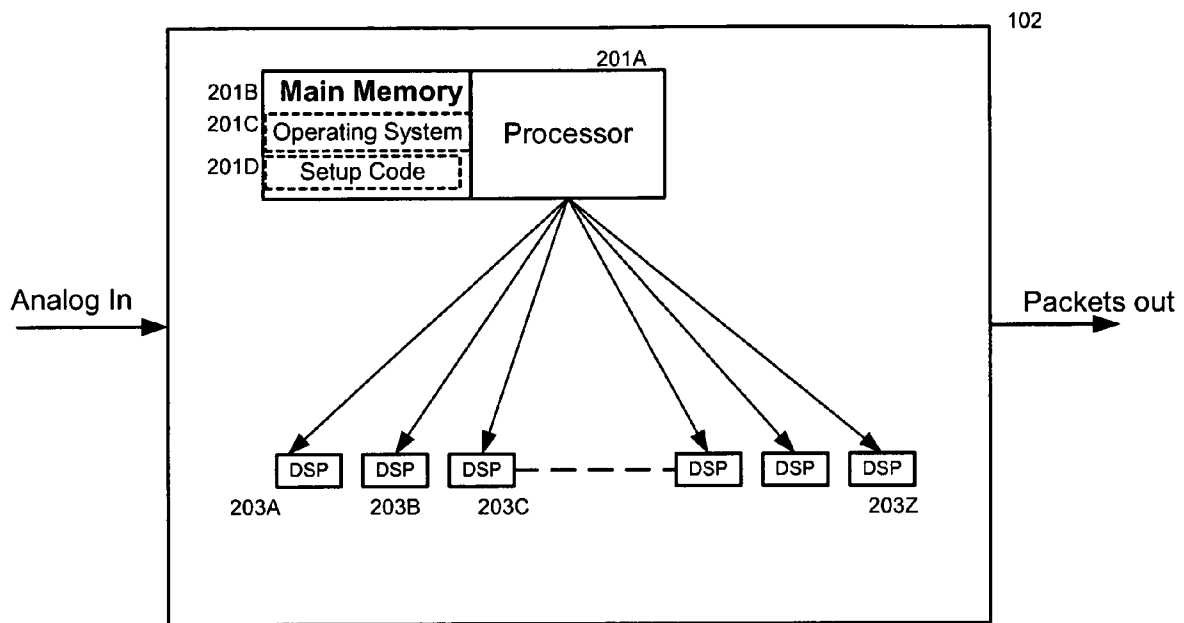 102
201A
201B Main Memory
201C Operating System
Processor
201D Setup Code
Analog In
Packets out
DSP DSP DSP DSP DSP DSP
203A 203B 203C 203Z